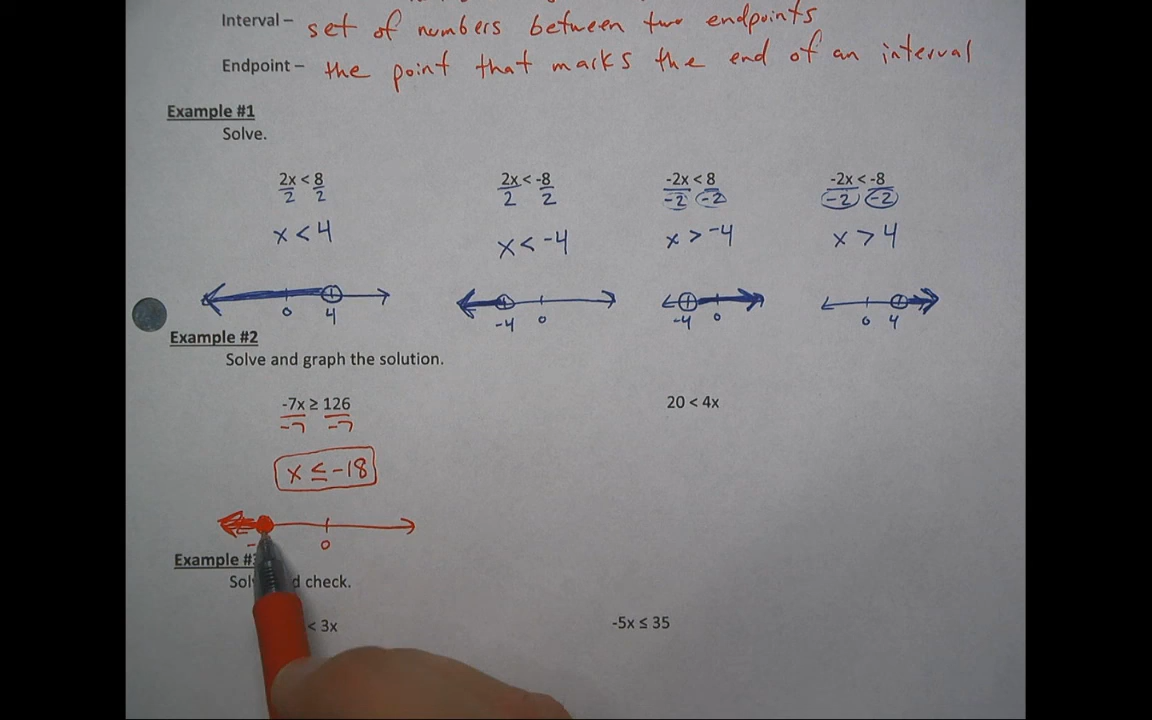 Interval – set of numbers between two endpoints
Endpoint – the point that marks the end of an interval
Example #1
Solve.
2x < 8 2x < -8 -2x < 8 -2x < -8
2 2 2 2 -2 -2 -2 -2
x < 4 x < -4 x > -4 x > 4
0 4 -4 0 -4 0 0 4
Example #2
Solve and graph the solution.
-7x ≥ 126 20 < 4x
-7 -7
x ≤ -18
0
Example #
check.
< 3x -5x ≤ 35